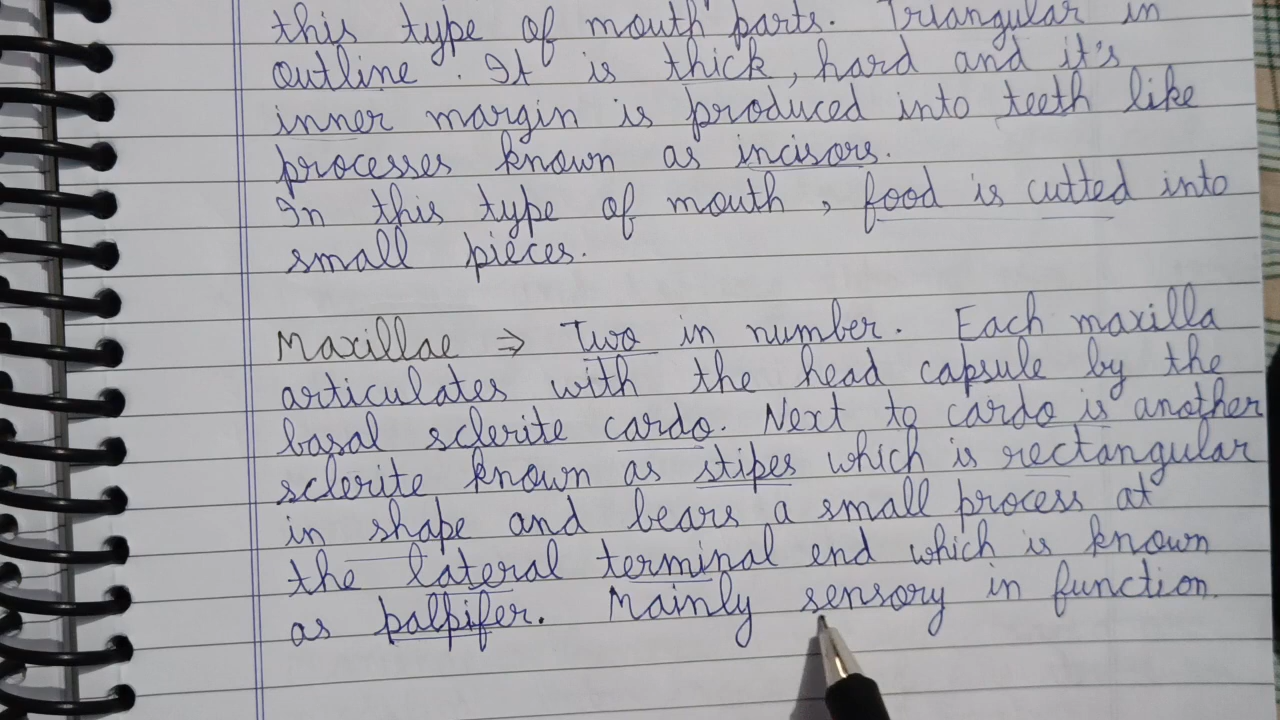 this type of mouth parts. Triangular in
outline. It is thick, hard and it's
inner margin is produced into teeth like
processes known as incisors.
In this type of mouth, food is cutted into
small pieces.
Maxillae ⇒ Two in number. Each maxilla
articulates with the head capsule by the
basal sclerite cardo. Next to cardo is another
sclerite known as stipes which is rectangular
in shape and bears a small process at
the lateral terminal end which is known
as palpifer. Mainly sensory in function.